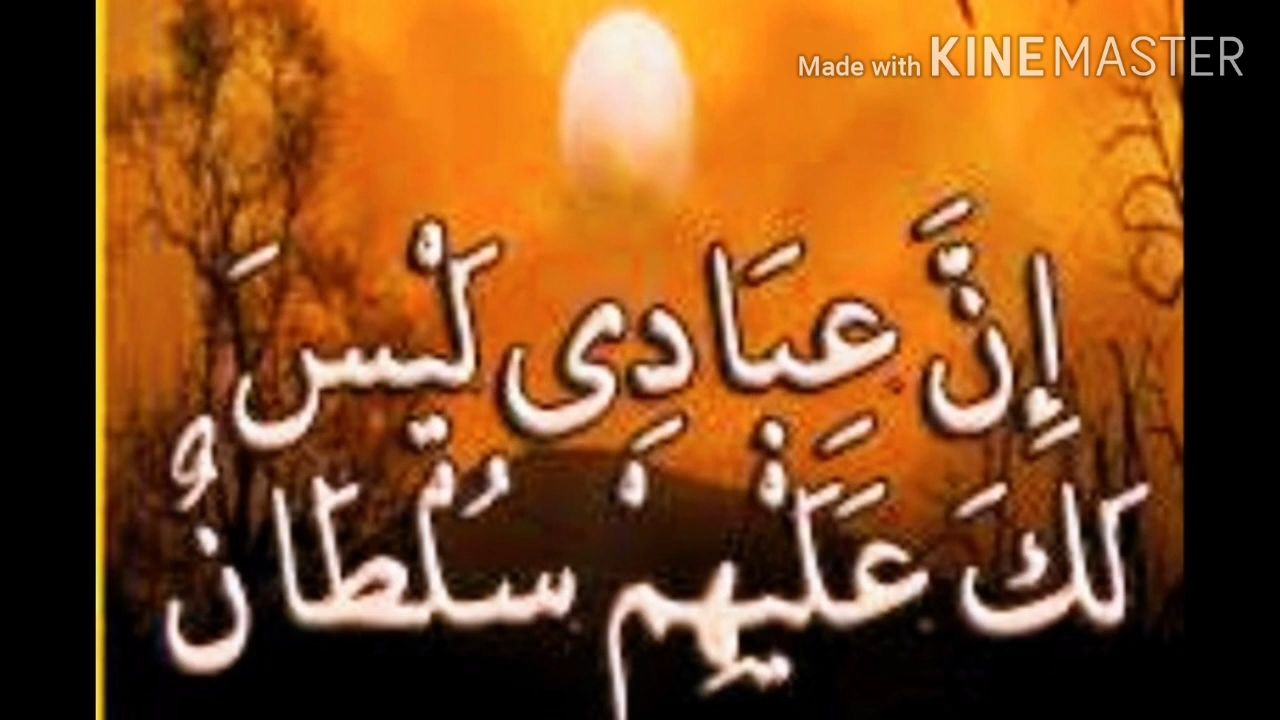 Made with KINEMASTER
إِنَّ عِبَادِى لَيْسَ
لَكَ عَلَيْهِمْ سُلْطَانٌ